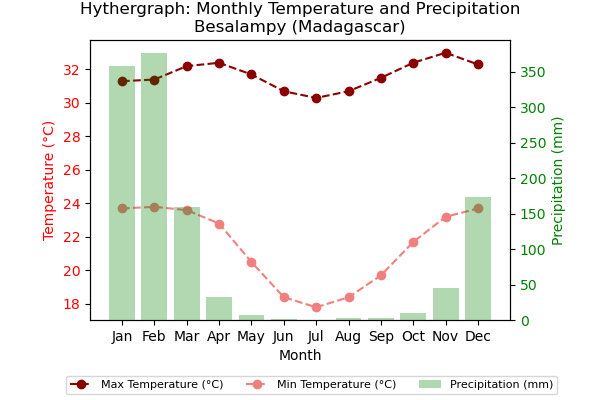 Hythergraph: Monthly Temperature and Precipitation
Besalampy (Madagascar)
Temperature (°C)
32
30
28
26
24
22
20
18
Precipitation (mm)
350
300
250
200
150
100
50
0
Jan Feb Mar Apr May Jun Jul Aug Sep Oct Nov Dec
Month
Max Temperature (°C) Min Temperature (°C) Precipitation (mm)